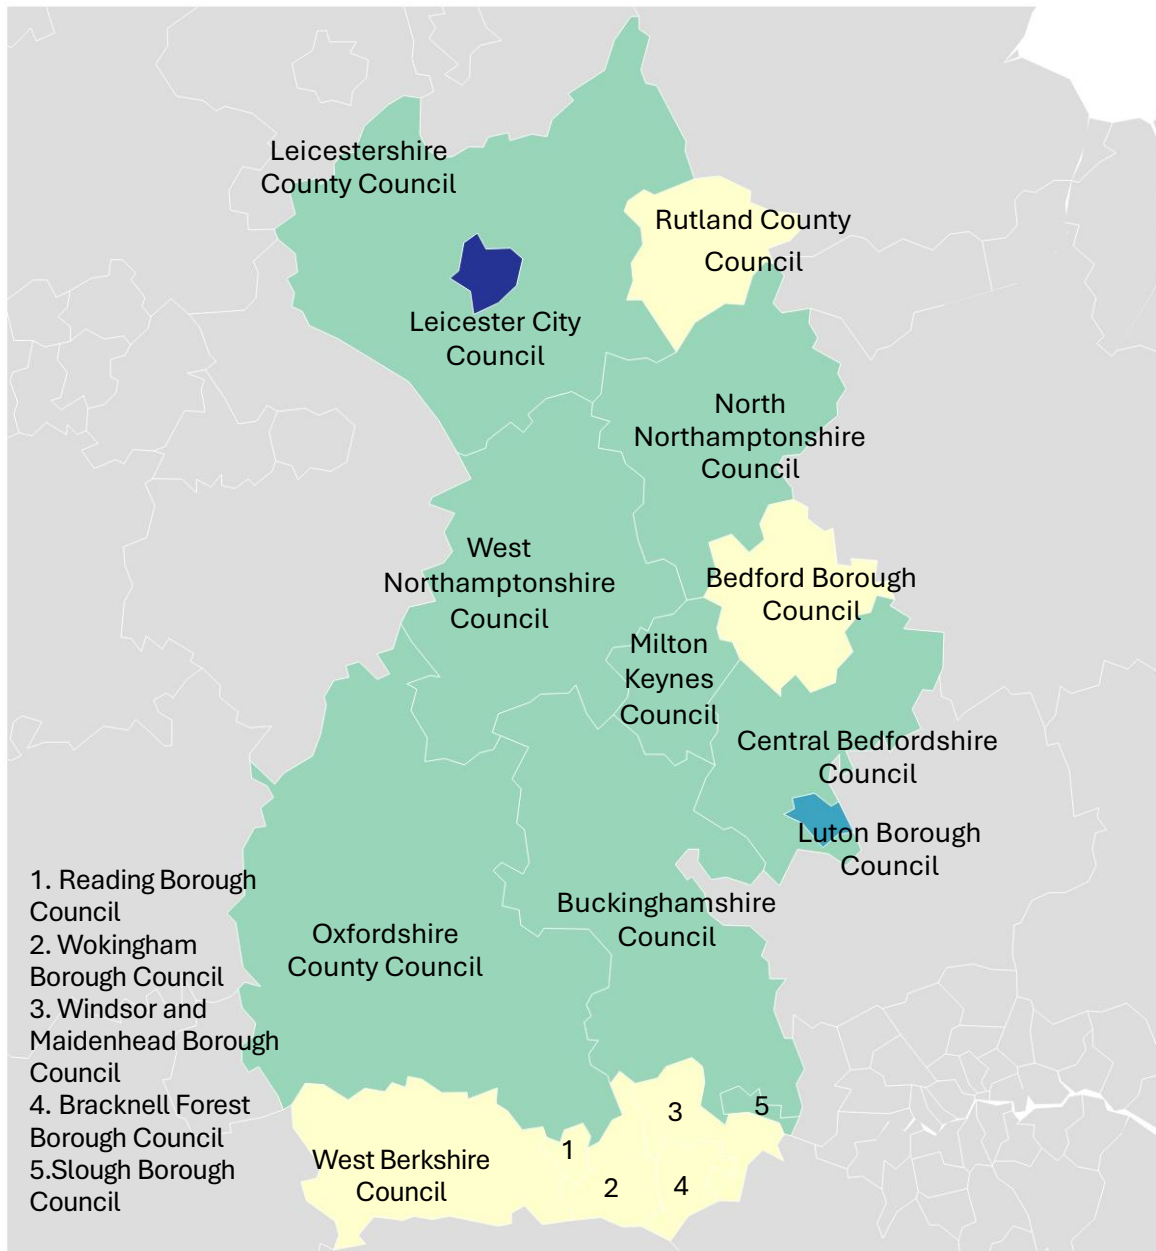 Leicestershire
County Council
Rutland County
Council
Leicester City
Council
North
Northamptonshire
Council
West
Northamptonshire
Council
Bedford Borough
Council
Milton
Keynes
Council
Central Bedfordshire
Council
Luton Borough
Council
Buckinghamshire
Council
Oxfordshire
County Council
1. Reading Borough
Council
2. Wokingham
Borough Council
3. Windsor and
Maidenhead Borough
Council
4. Bracknell Forest
Borough Council
5.Slough Borough
Council
West Berkshire
Council
1
2
3
4
5